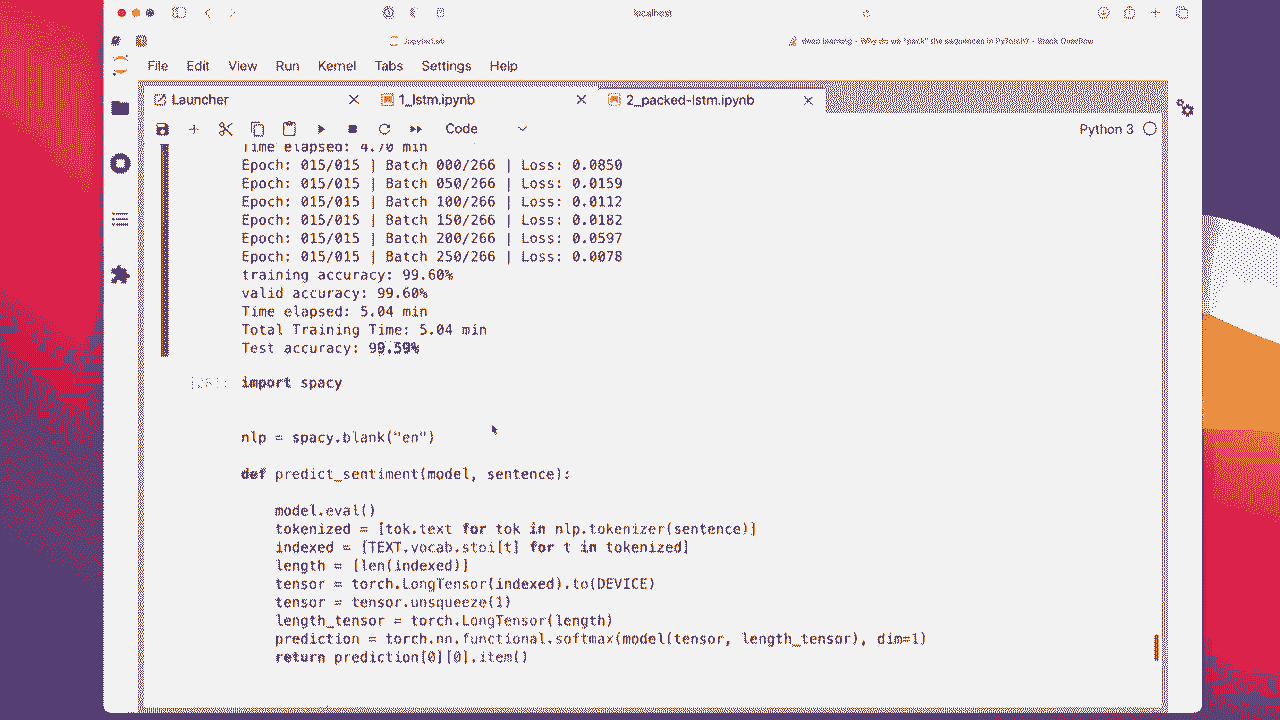 localhost
JupyterLab
deep learning - Why do we "pack" the sequences in PyTorch? - Stack Overflow
File Edit View Run Kernel Tabs Settings Help
Launcher 1_lstm.ipynb 2_packed-lstm.ipynb
Code Python 3
Time elapsed: 4.70 min
Epoch: 015/015 | Batch 000/266 | Loss: 0.0850
Epoch: 015/015 | Batch 050/266 | Loss: 0.0159
Epoch: 015/015 | Batch 100/266 | Loss: 0.0112
Epoch: 015/015 | Batch 150/266 | Loss: 0.0182
Epoch: 015/015 | Batch 200/266 | Loss: 0.0597
Epoch: 015/015 | Batch 250/266 | Loss: 0.0078
training accuracy: 99.60%
valid accuracy: 99.60%
Time elapsed: 5.04 min
Total Training Time: 5.04 min
Test accuracy: 99.59%
import spacy
nlp = spacy.blank("en")
def predict_sentiment(model, sentence):
model.eval()
tokenized = [tok.text for tok in nlp.tokenizer(sentence)]
indexed = [TEXT.vocab.stoi[t] for t in tokenized]
length = [len(indexed)]
tensor = torch.LongTensor(indexed).to(DEVICE)
tensor = tensor.unsqueeze(1)
length_tensor = torch.LongTensor(length)
prediction = torch.nn.functional.softmax(model(tensor, length_tensor), dim=1)
return prediction[0][0].item()